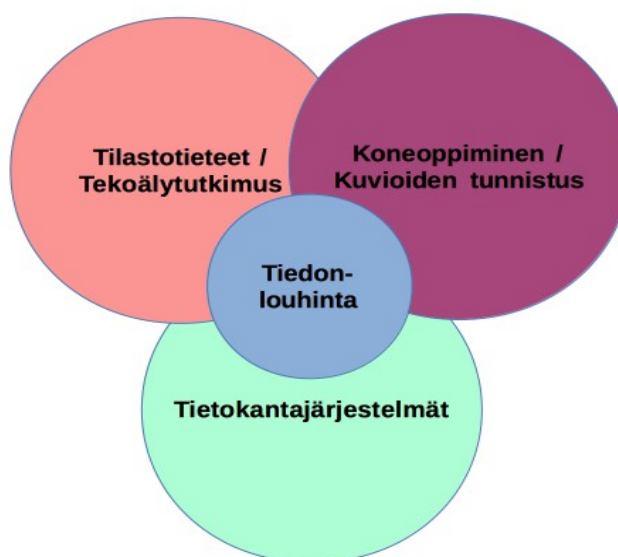 Tilastotieteet /
Tekoälytutkimus
Koneoppiminen /
Kuvioiden tunnistus
Tiedon-
louhinta
Tietokantajärjestelmät